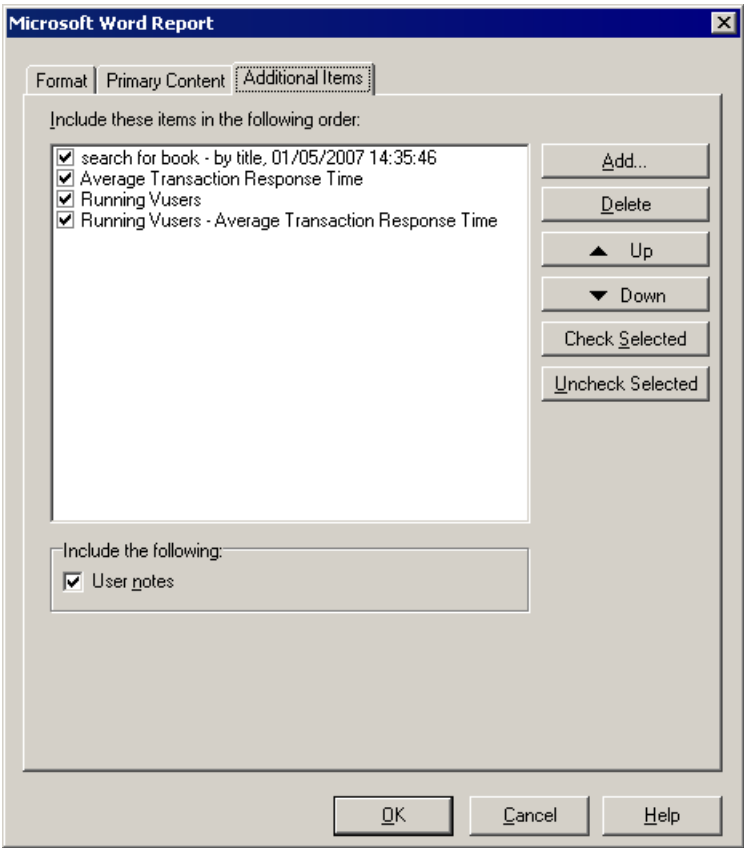 Microsoft Word Report
Format
Primary Content
Additional Items
Include these items in the following order:
search for book - by title, 01/05/2007 14:35:46
Average Transaction Response Time
Running Vusers
Running Vusers - Average Transaction Response Time
Add...
Delete
Up
Down
Check Selected
Uncheck Selected
Include the following:
User notes
OK
Cancel
Help